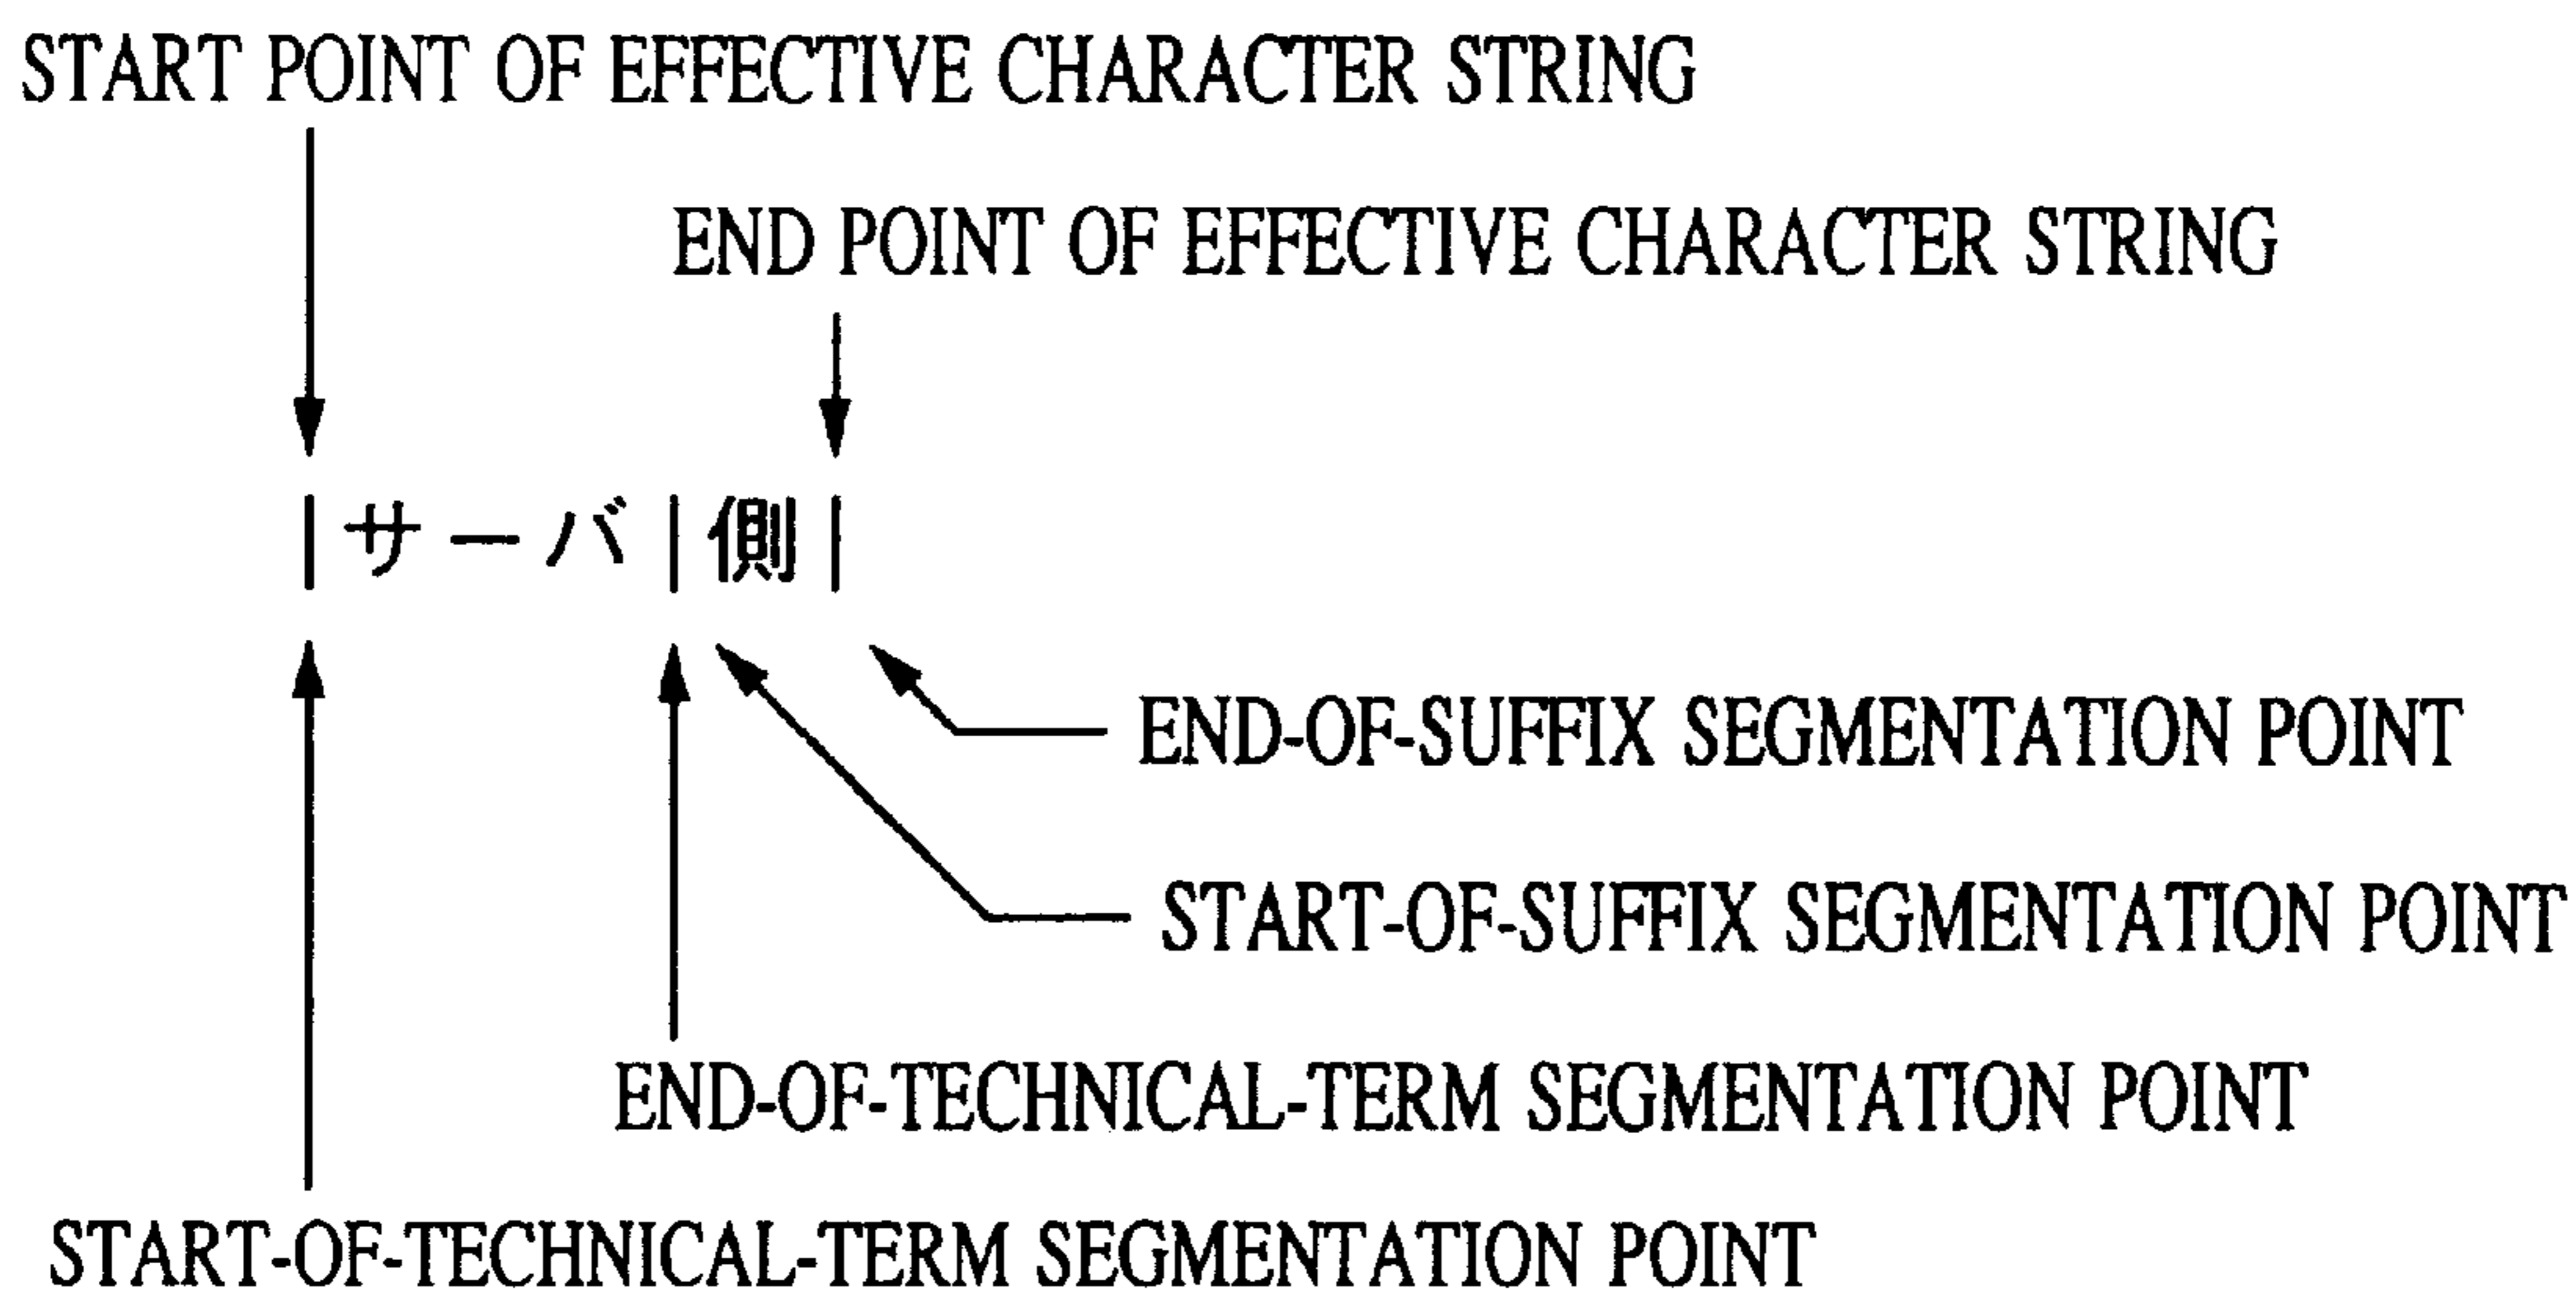 START POINT OF EFFECTIVE CHARACTER STRING
END POINT OF EFFECTIVE CHARACTER STRING
|サーバ|側|
END-OF-SUFFIX SEGMENTATION POINT
START-OF-SUFFIX SEGMENTATION POINT
END-OF-TECHNICAL-TERM SEGMENTATION POINT
START-OF-TECHNICAL-TERM SEGMENTATION POINT